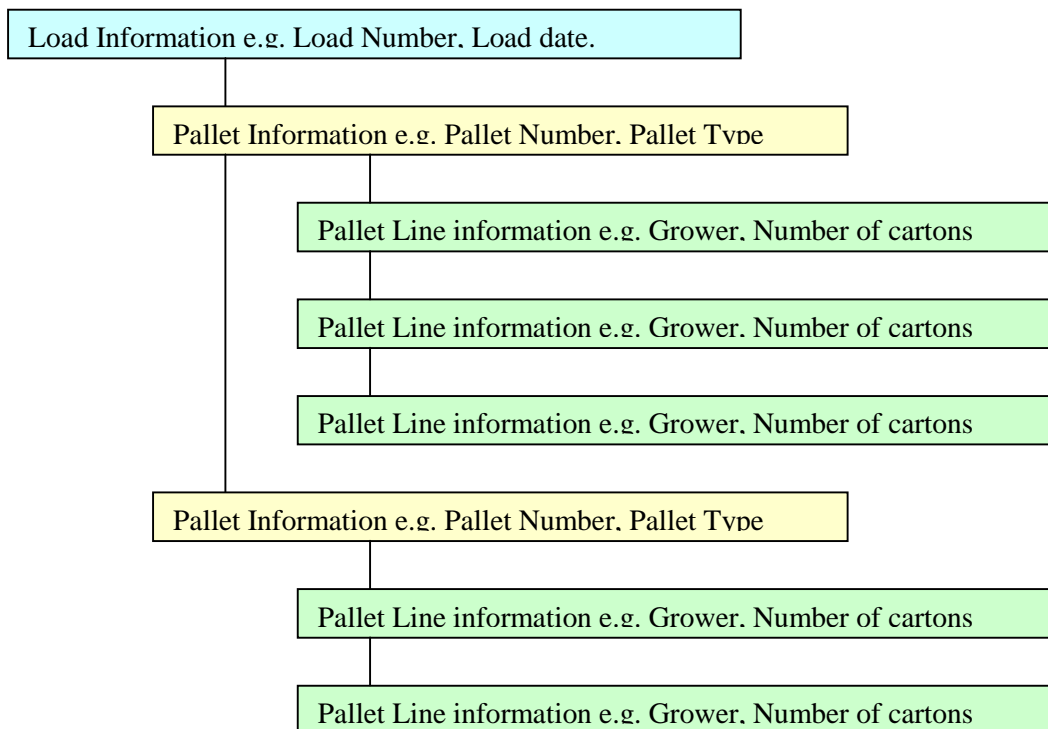 Load Information e.g. Load Number, Load date.
Pallet Information e.g. Pallet Number, Pallet Type
Pallet Line information e.g. Grower, Number of cartons
Pallet Line information e.g. Grower, Number of cartons
Pallet Line information e.g. Grower, Number of cartons
Pallet Information e.g. Pallet Number, Pallet Type
Pallet Line information e.g. Grower, Number of cartons
Pallet Line information e.g. Grower, Number of cartons